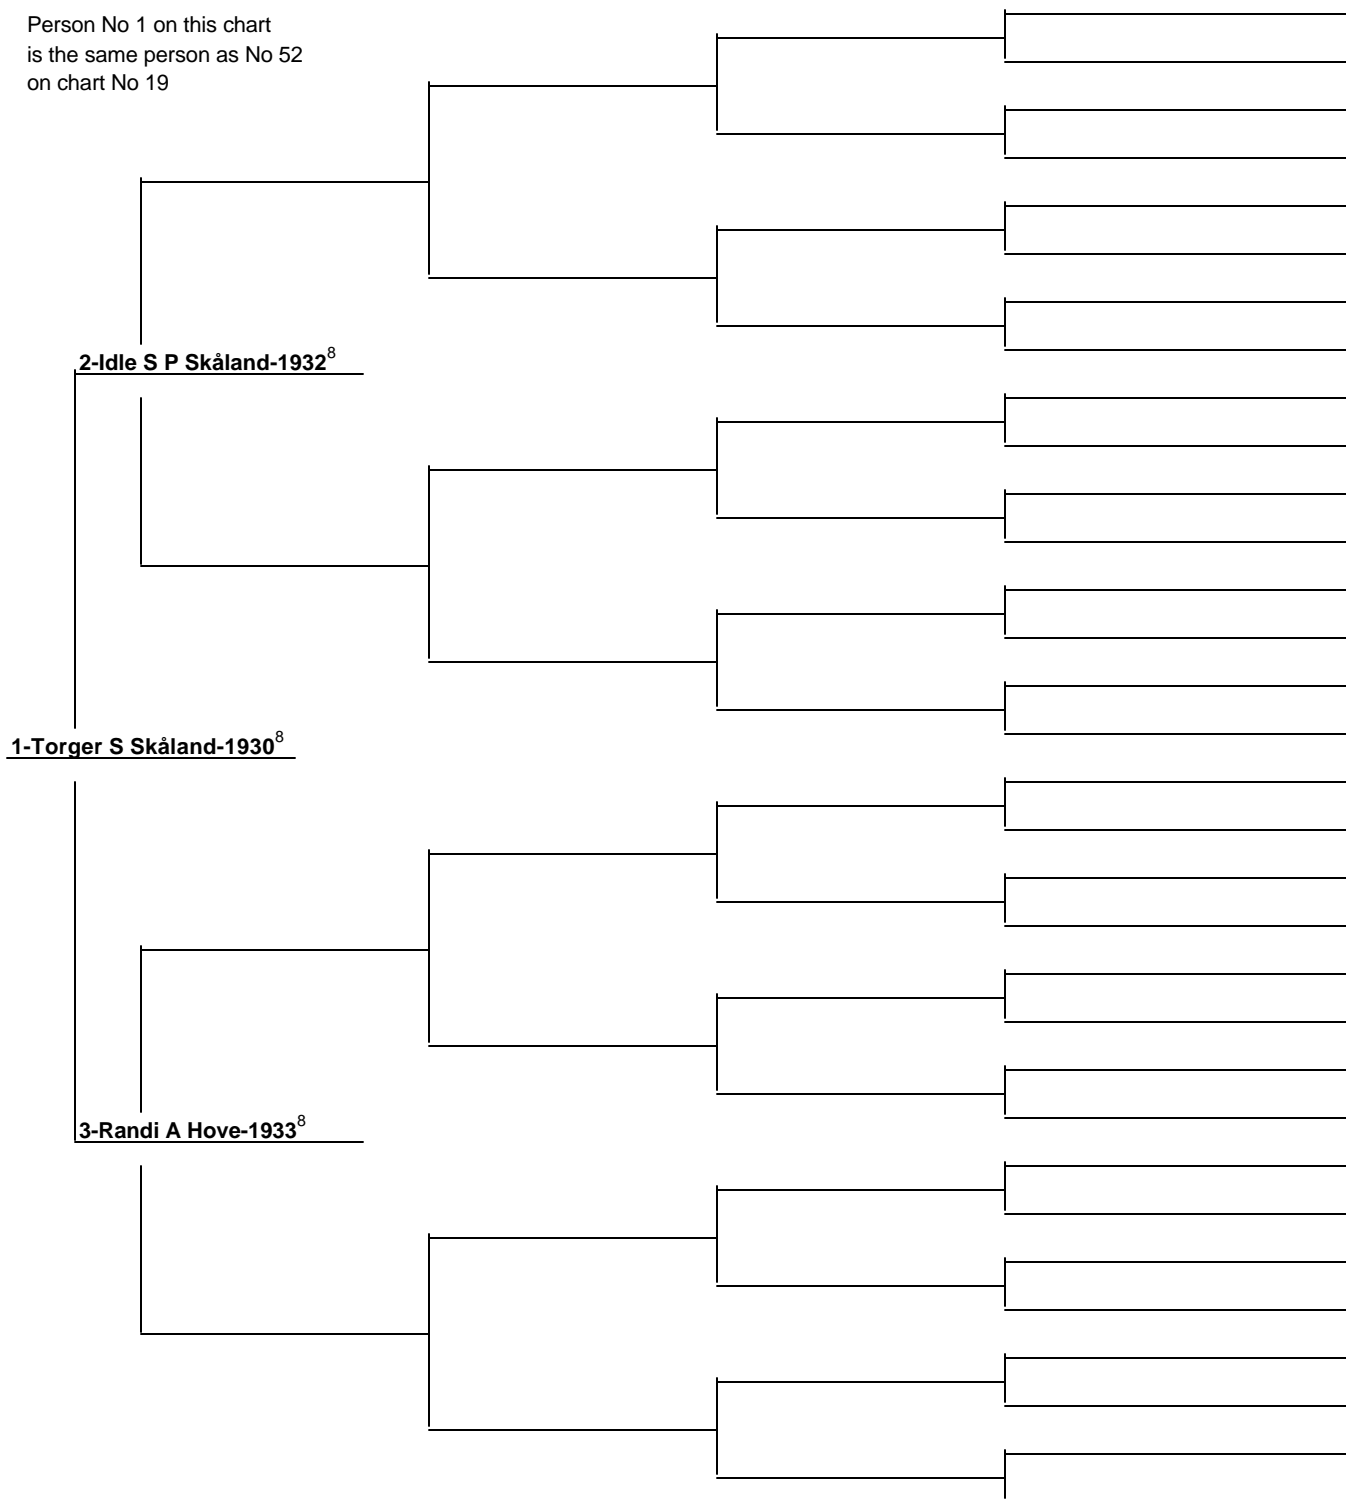 Person No 1 on this chart
is the same person as No 52
on chart No 19
2-Idle S P Skåland-1932⁸
1-Torger S Skåland-1930⁸
3-Randi A Hove-1933⁸